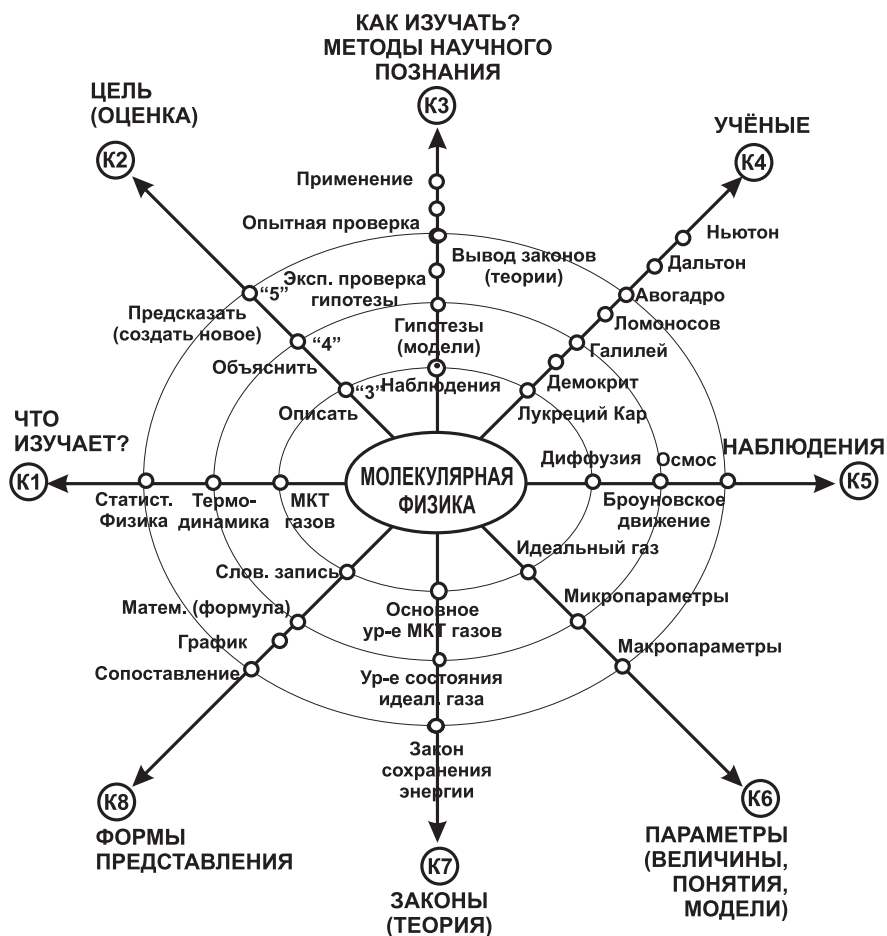 КАК ИЗУЧАТЬ?
МЕТОДЫ НАУЧНОГО
ПОЗНАНИЯ
К3
ЦЕЛЬ
(ОЦЕНКА)
К2
УЧЁНЫЕ
К4
Применение
Опытная проверка
Вывод законов
(теории)
Эксп. проверка
гипотезы
Гипотезы
(модели)
Наблюдения
Ньютон
Дальтон
Авогадро
Ломоносов
Галилей
Демокрит
Лукреций Кар
“5”
Предсказать
(создать новое)
“4”
Объяснить
“3”
Описать
ЧТО
ИЗУЧАЕТ?
К1
Статист.
Физика
Термо-
динамика
МКТ
газов
МОЛЕКУЛЯРНАЯ
ФИЗИКА
НАБЛЮДЕНИЯ
К5
Диффузия
Осмос
Броуновское
движение
Идеальный газ
Микропараметры
Макропараметры
Слов. запись
Матем. (формула)
График
Сопоставление
Основное
ур-е МКТ газов
Ур-е состояния
идеал. газа
Закон
сохранения
энергии
К8
ФОРМЫ
ПРЕДСТАВЛЕНИЯ
К7
ЗАКОНЫ
(ТЕОРИЯ)
К6
ПАРАМЕТРЫ
(ВЕЛИЧИНЫ,
ПОНЯТИЯ,
МОДЕЛИ)